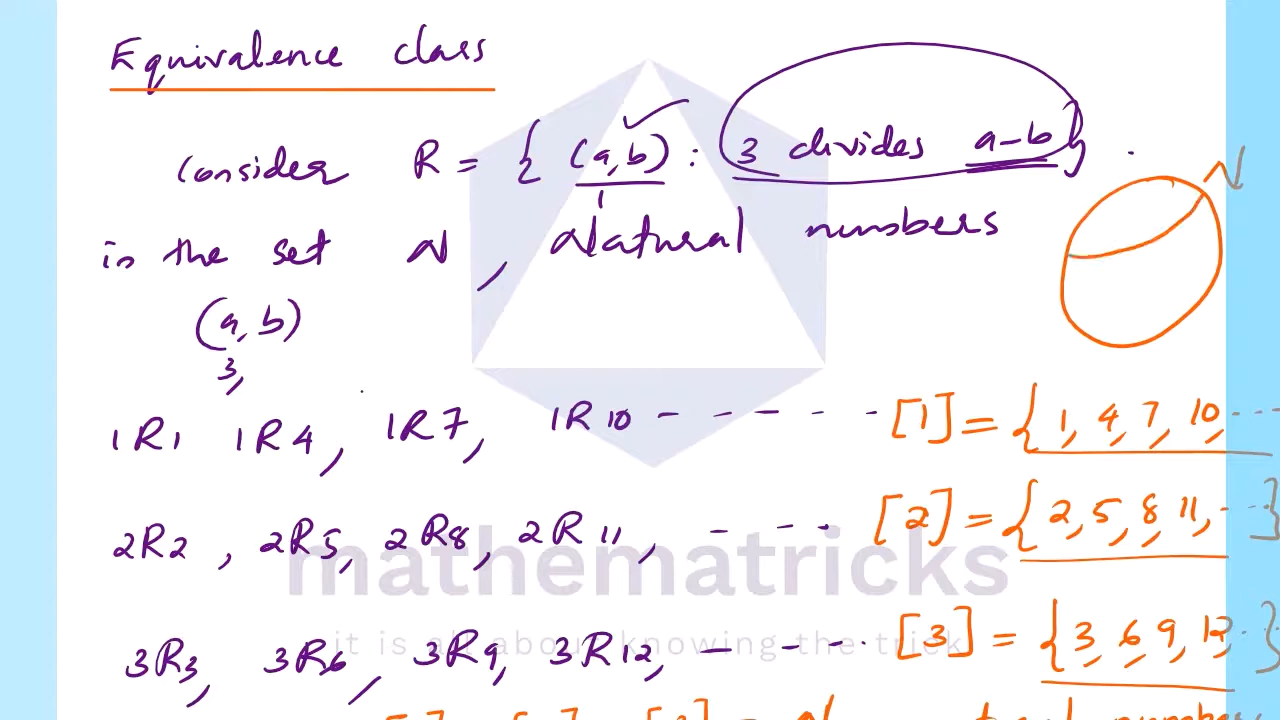 Equivalence class
Consider R = { (a,b) : 3 divides a-b} .
in the set N , Natural numbers
N
(a, b)
3,
1R1 1R4, 1R7, 1R10 - - - - - [1] = { 1, 4, 7, 10, ...
2R2 , 2R5, 2R8, 2R11, - - - [2] = { 2, 5, 8 11, ... }
mathematricks
3R3, 3R6, 3R9, 3R12, - - - . [3] = { 3, 6, 9, 12, .. }
it is all about knowing the trick